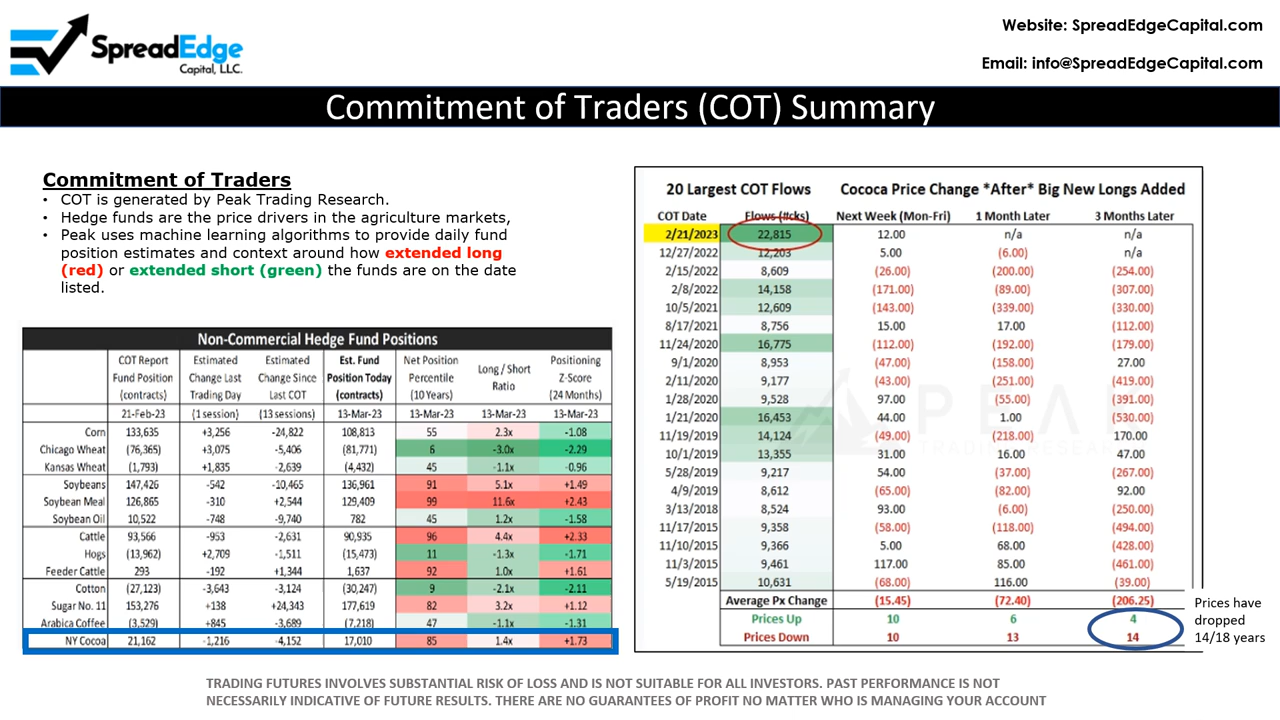 SpreadEdge
Capital, LLC.
Website: SpreadEdgeCapital.com
Email: info@SpreadEdgeCapital.com
Commitment of Traders (COT) Summary
Commitment of Traders
• COT is generated by Peak Trading Research.
• Hedge funds are the price drivers in the agriculture markets,
• Peak uses machine learning algorithms to provide daily fund
position estimates and context around how extended long
(red) or extended short (green) the funds are on the date
listed.
Non-Commercial Hedge Fund Positions
COT Report Fund Position (contracts) Estimated Change Last Trading Day Estimated Change Since Last COT Est. Fund Position Today (contracts) Net Position Percentile (10 Years) Long / Short Ratio Positioning Z-Score (24 Months)
21-Feb-23 (1 session) (13 sessions) 13-Mar-23 13-Mar-23 13-Mar-23 13-Mar-23
Corn 133,635 +3,256 -24,822 108,813 55 2.3x -1.08
Chicago Wheat (76,365) +3,075 -5,406 (81,771) 6 -3.0x -2.29
Kansas Wheat (1,793) +1,835 -2,639 (4,432) 45 -1.1x -0.96
Soybeans 147,426 -542 -10,465 136,961 91 5.1x +1.49
Soybean Meal 126,865 -310 +2,544 129,409 99 11.6x +2.43
Soybean Oil 10,522 -748 -9,740 782 45 1.2x -1.58
Cattle 93,566 -953 -2,631 90,935 96 4.4x +2.33
Hogs (13,962) +2,709 -1,511 (15,473) 11 -1.3x -1.71
Feeder Cattle 293 -192 +1,344 1,637 92 1.0x +1.61
Cotton (27,123) -3,643 -3,124 (30,247) 9 -2.1x -2.11
Sugar No. 11 153,276 +138 +24,343 177,619 82 3.2x +1.12
Arabica Coffee (3,529) +845 -3,689 (7,218) 47 -1.1x -1.31
NY Cocoa 21,162 -1,216 -4,152 17,010 85 1.4x +1.73
20 Largest COT Flows Cococa Price Change *After* Big New Longs Added
COT Date Flows (#cks) Next Week (Mon-Fri) 1 Month Later 3 Months Later
2/21/2023 22,815 12.00 n/a n/a
12/27/2022 12,203 5.00 (6.00) n/a
2/15/2022 8,609 (26.00) (200.00) (254.00)
2/8/2022 14,158 (171.00) (89.00) (307.00)
10/5/2021 12,609 (143.00) (339.00) (330.00)
8/17/2021 8,756 15.00 17.00 (112.00)
11/24/2020 16,775 (112.00) (192.00) (179.00)
9/1/2020 8,953 (47.00) (158.00) 27.00
2/11/2020 9,177 (43.00) (251.00) (419.00)
1/28/2020 9,528 97.00 (55.00) (391.00)
1/21/2020 16,453 44.00 1.00 (530.00)
11/19/2019 14,124 (49.00) (218.00) 170.00
10/1/2019 13,355 31.00 16.00 47.00
5/28/2019 9,217 54.00 (37.00) (267.00)
4/9/2019 8,612 (65.00) (82.00) 92.00
3/13/2018 8,524 93.00 (6.00) (250.00)
11/17/2015 9,358 (58.00) (118.00) (494.00)
11/10/2015 9,366 5.00 68.00 (428.00)
11/3/2015 9,461 117.00 85.00 (461.00)
5/19/2015 10,631 (68.00) 116.00 (39.00)
Average Px Change (15.45) (72.40) (206.25)
Prices Up 10 6 4
Prices Down 10 13 14
PEAK
Prices have
dropped
14/18 years
TRADING FUTURES INVOLVES SUBSTANTIAL RISK OF LOSS AND IS NOT SUITABLE FOR ALL INVESTORS. PAST PERFORMANCE IS NOT
NECESSARILY INDICATIVE OF FUTURE RESULTS. THERE ARE NO GUARANTEES OF PROFIT NO MATTER WHO IS MANAGING YOUR ACCOUNT